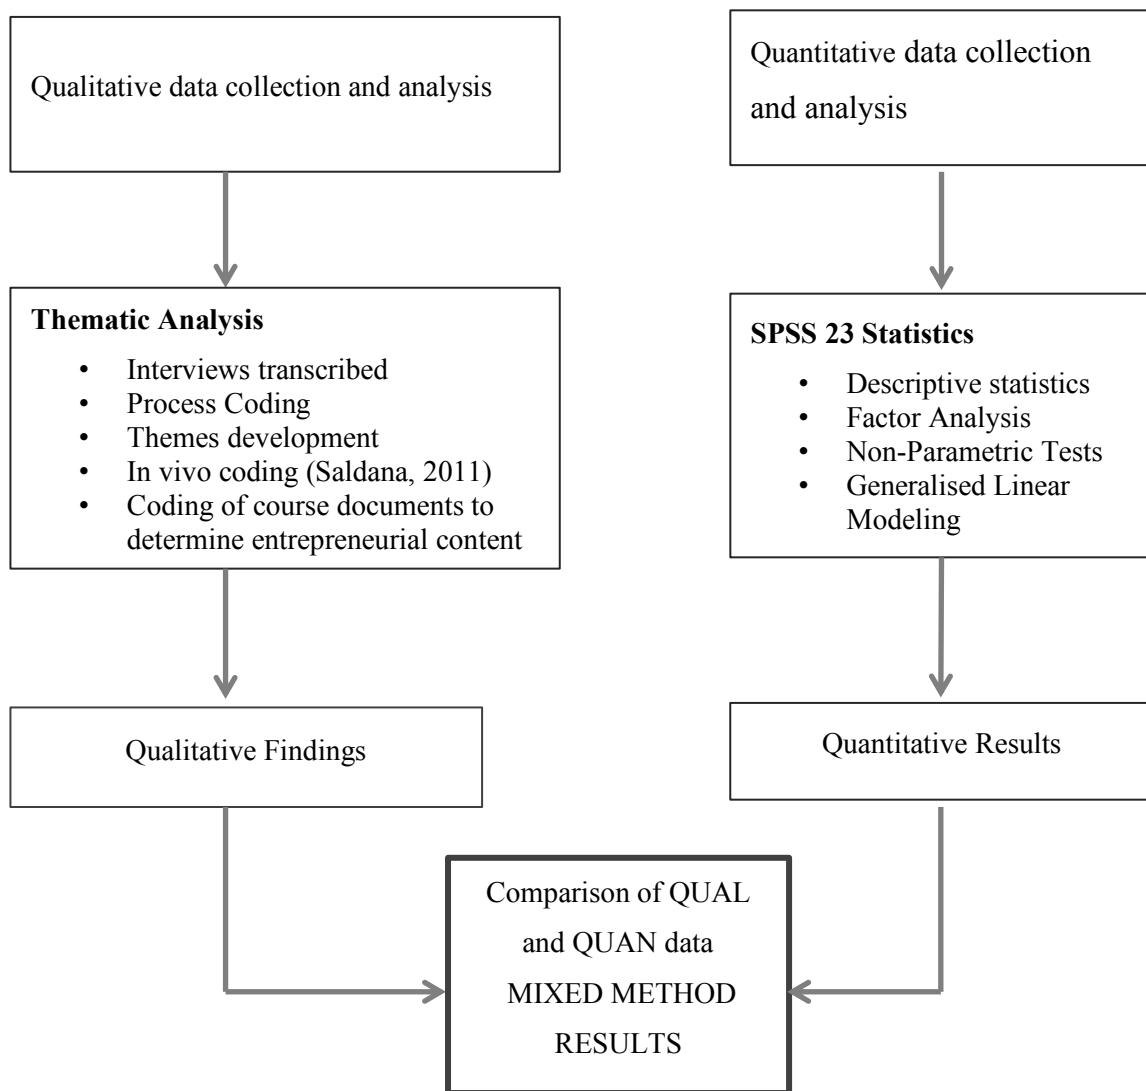 Qualitative data collection and analysis
Quantitative data collection
and analysis
Thematic Analysis
• Interviews transcribed
• Process Coding
• Themes development
• In vivo coding (Saldana, 2011)
• Coding of course documents to
determine entrepreneurial content
SPSS 23 Statistics
• Descriptive statistics
• Factor Analysis
• Non-Parametric Tests
• Generalised Linear
Modeling
Qualitative Findings
Quantitative Results
Comparison of QUAL
and QUAN data
MIXED METHOD
RESULTS